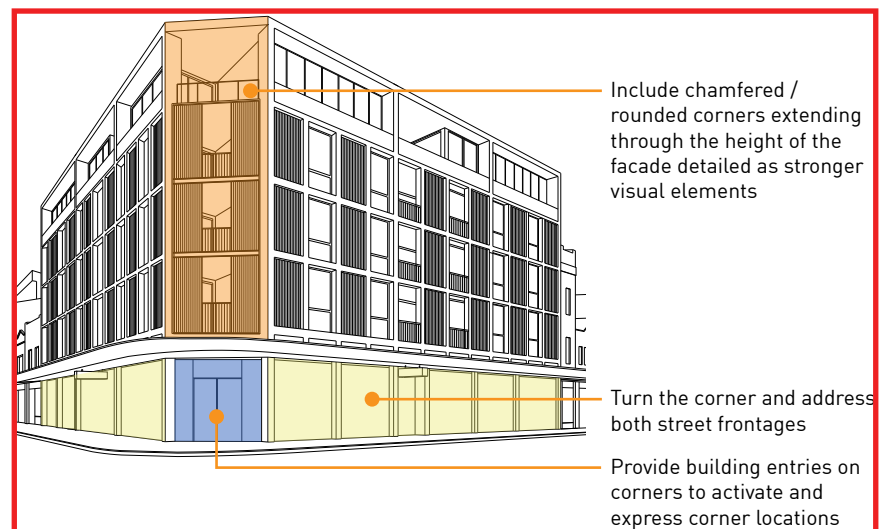 Include chamfered /
rounded corners extending
through the height of the
facade detailed as stronger
visual elements
Turn the corner and address
both street frontages
Provide building entries on
corners to activate and
express corner locations